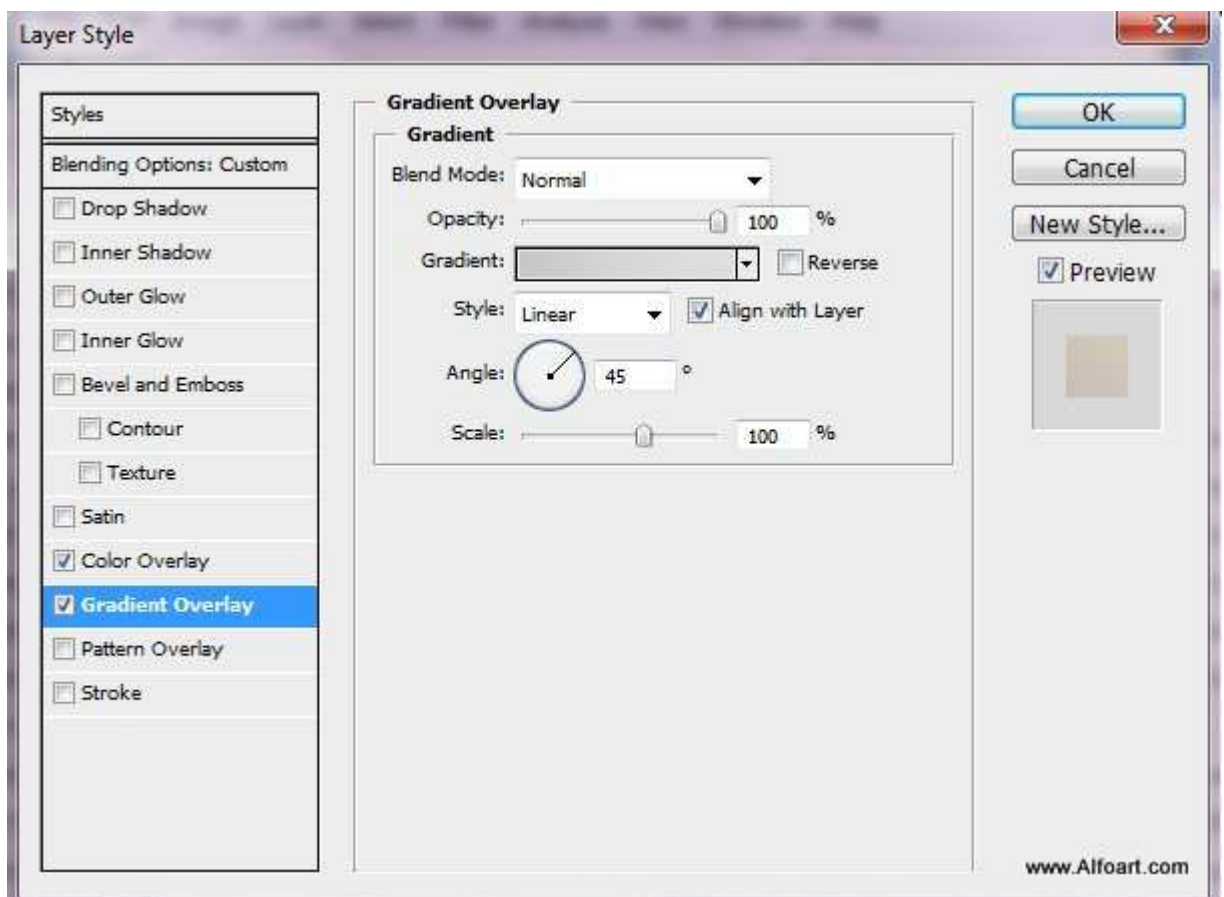 Layer Style
Styles
Blending Options: Custom
Drop Shadow
Inner Shadow
Outer Glow
Inner Glow
Bevel and Emboss
Contour
Texture
Satin
Color Overlay
Gradient Overlay
Pattern Overlay
Stroke
Gradient Overlay
Gradient
Blend Mode: Normal
Opacity: 100 %
Gradient: Reverse
Style: Linear Align with Layer
Angle: 45 °
Scale: 100 %
OK
Cancel
New Style...
Preview
www.Alfoart.com